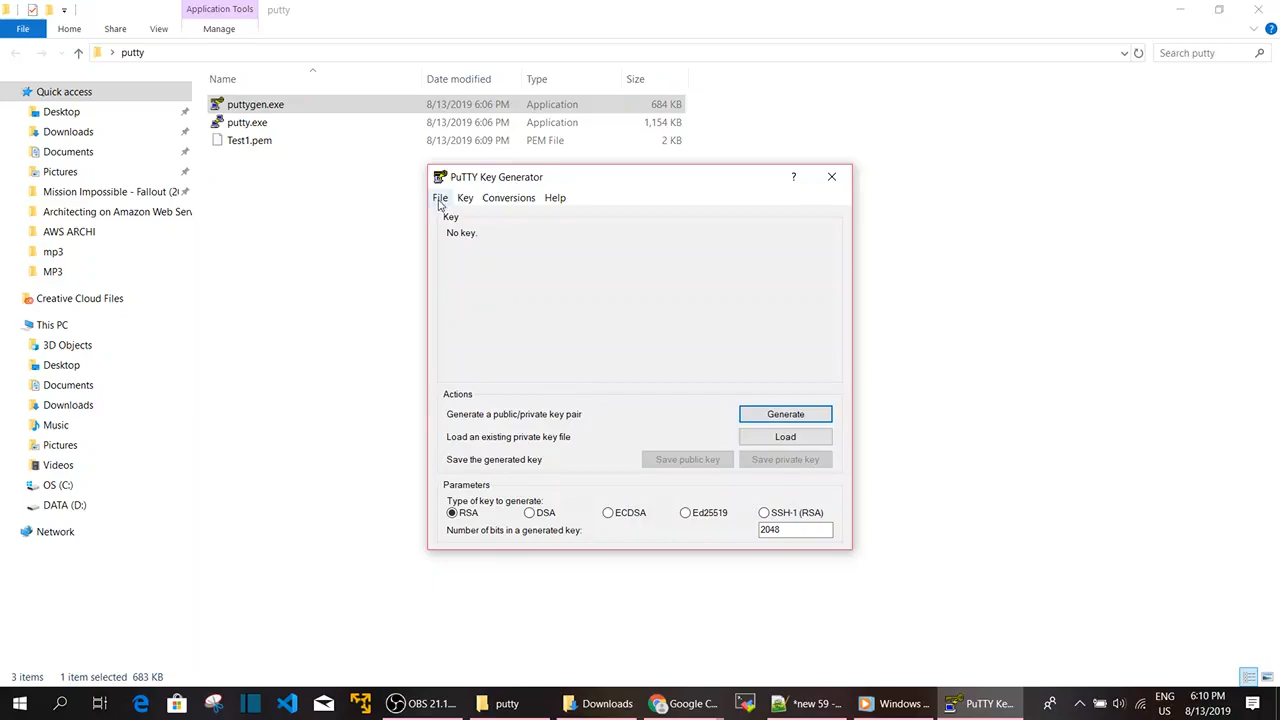 Application Tools putty
File Home Share View Manage
putty Search putty
Name Date modified Type Size
Quick access
Desktop
Downloads
Documents
Pictures
Mission Impossible - Fallout (20
Architecting on Amazon Web Serv
AWS ARCHI
mp3
MP3
Creative Cloud Files
This PC
3D Objects
Desktop
Documents
Downloads
Music
Pictures
Videos
OS (C:)
DATA (D:)
Network
puttygen.exe 8/13/2019 6:06 PM Application 684 KB
putty.exe 8/13/2019 6:06 PM Application 1,154 KB
Test1.pem 8/13/2019 6:09 PM PEM File 2 KB
PuTTY Key Generator ?
File Key Conversions Help
Key
No key.
Actions
Generate a public/private key pair Generate
Load an existing private key file Load
Save the generated key Save public key Save private key
Parameters
Type of key to generate:
RSA DSA ECDSA Ed25519 SSH-1 (RSA)
Number of bits in a generated key: 2048
3 items 1 item selected 683 KB
OBS 21.1... putty Downloads Google C... *new 59 -... Windows ... PuTTY Ke...
ENG
US
6:10 PM
8/13/2019